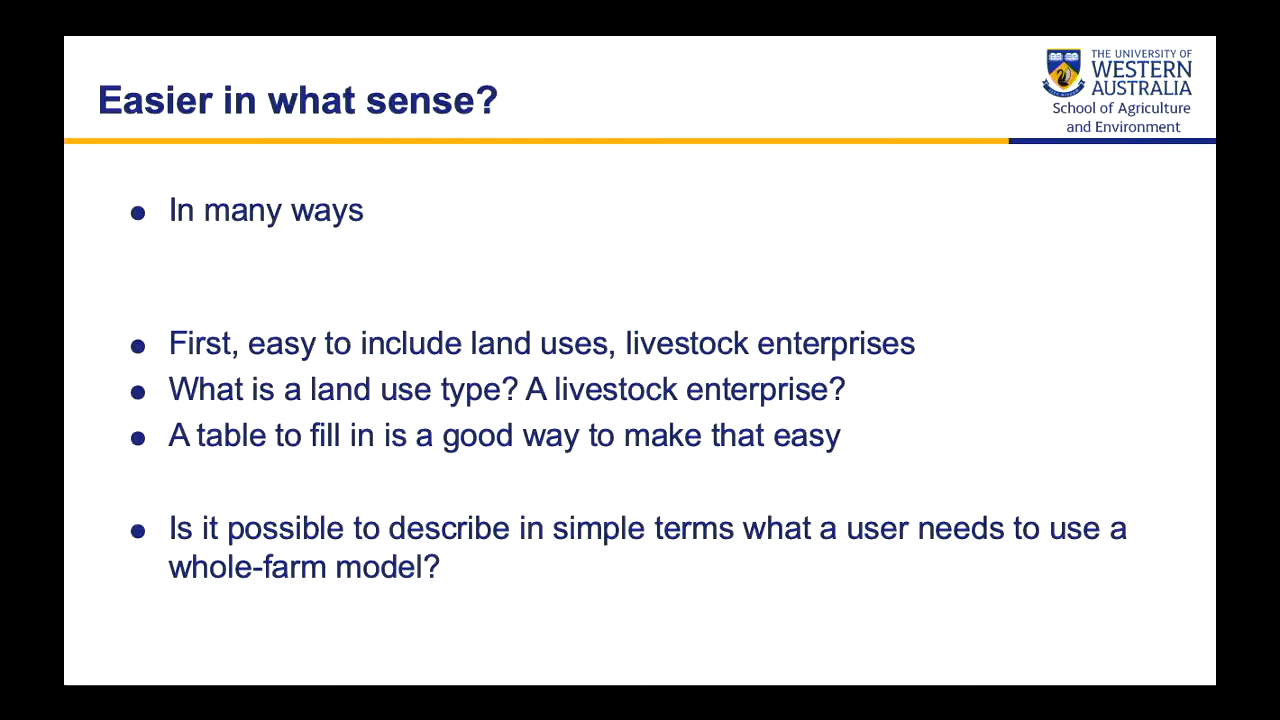 Easier in what sense?
THE UNIVERSITY OF
WESTERN
AUSTRALIA
School of Agriculture
and Environment
● In many ways
● First, easy to include land uses, livestock enterprises
● What is a land use type? A livestock enterprise?
● A table to fill in is a good way to make that easy
● Is it possible to describe in simple terms what a user needs to use a
whole-farm model?